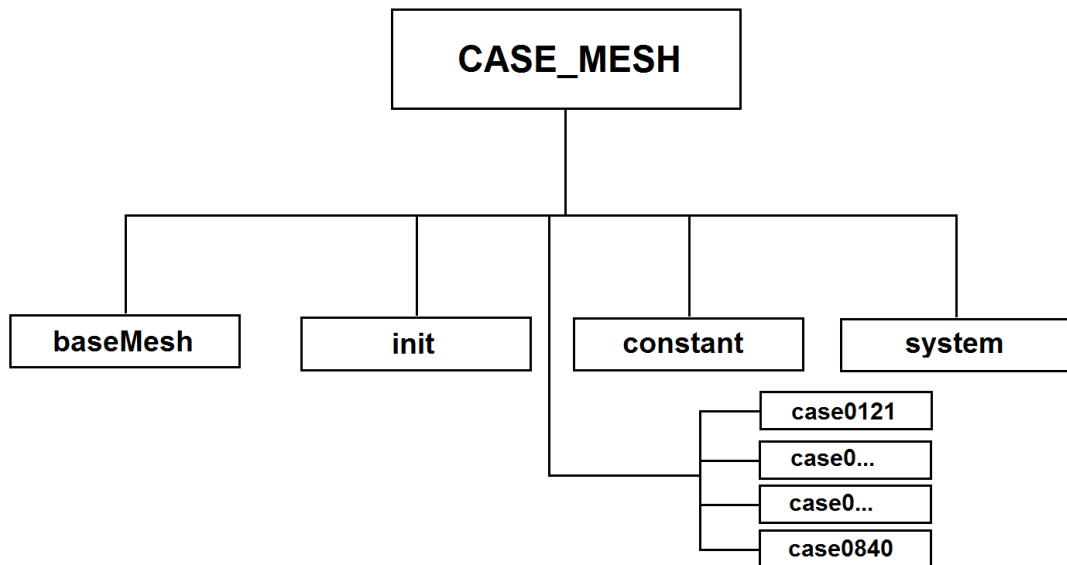 CASE_MESH
baseMesh
init
constant
system
case0121
case0...
case0...
case0840